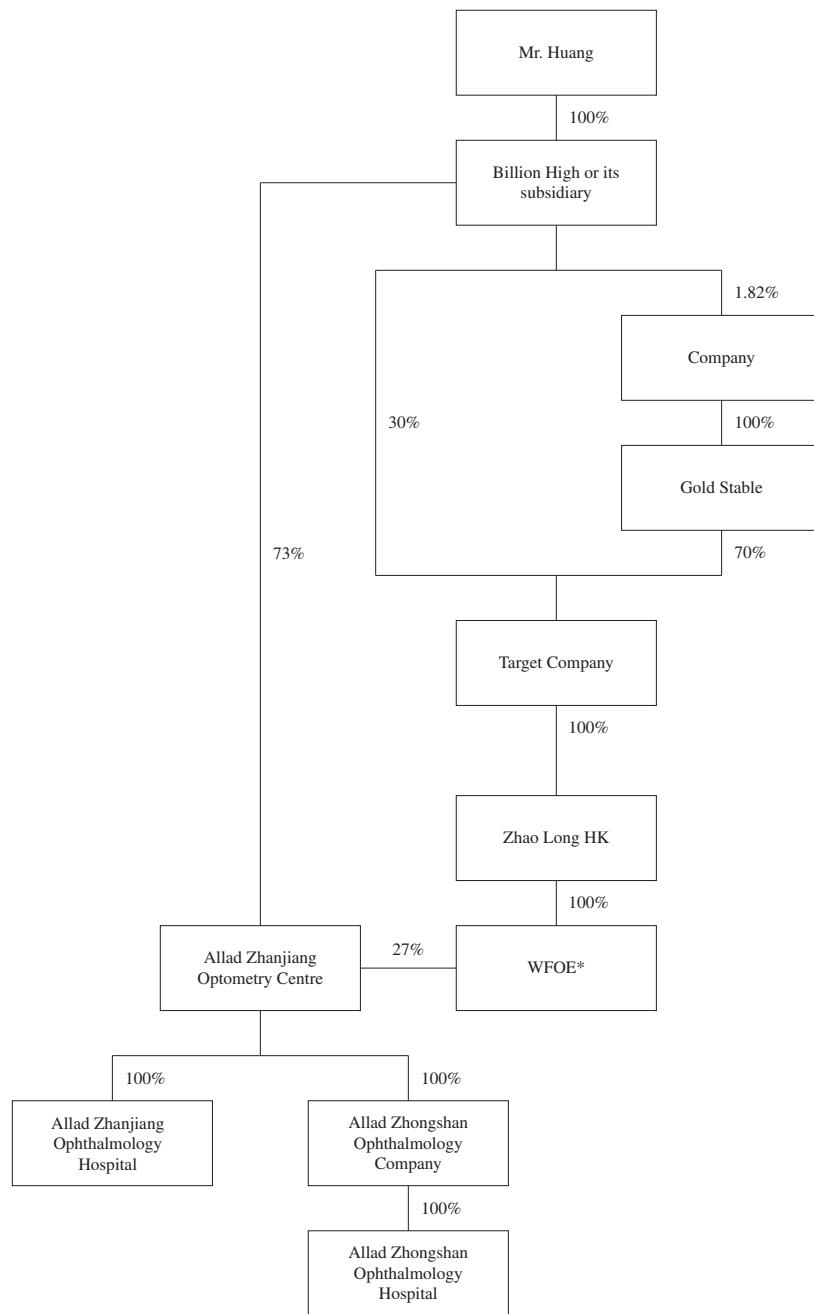 Mr. Huang
100%
Billion High or its
subsidiary
1.82%
Company
30%
100%
Gold Stable
73%
70%
Target Company
100%
Zhao Long HK
100%
Allad Zhanjiang
Optometry Centre
27%
WFOE*
100%
100%
Allad Zhanjiang
Ophthalmology
Hospital
Allad Zhongshan
Ophthalmology
Company
100%
Allad Zhongshan
Ophthalmology
Hospital